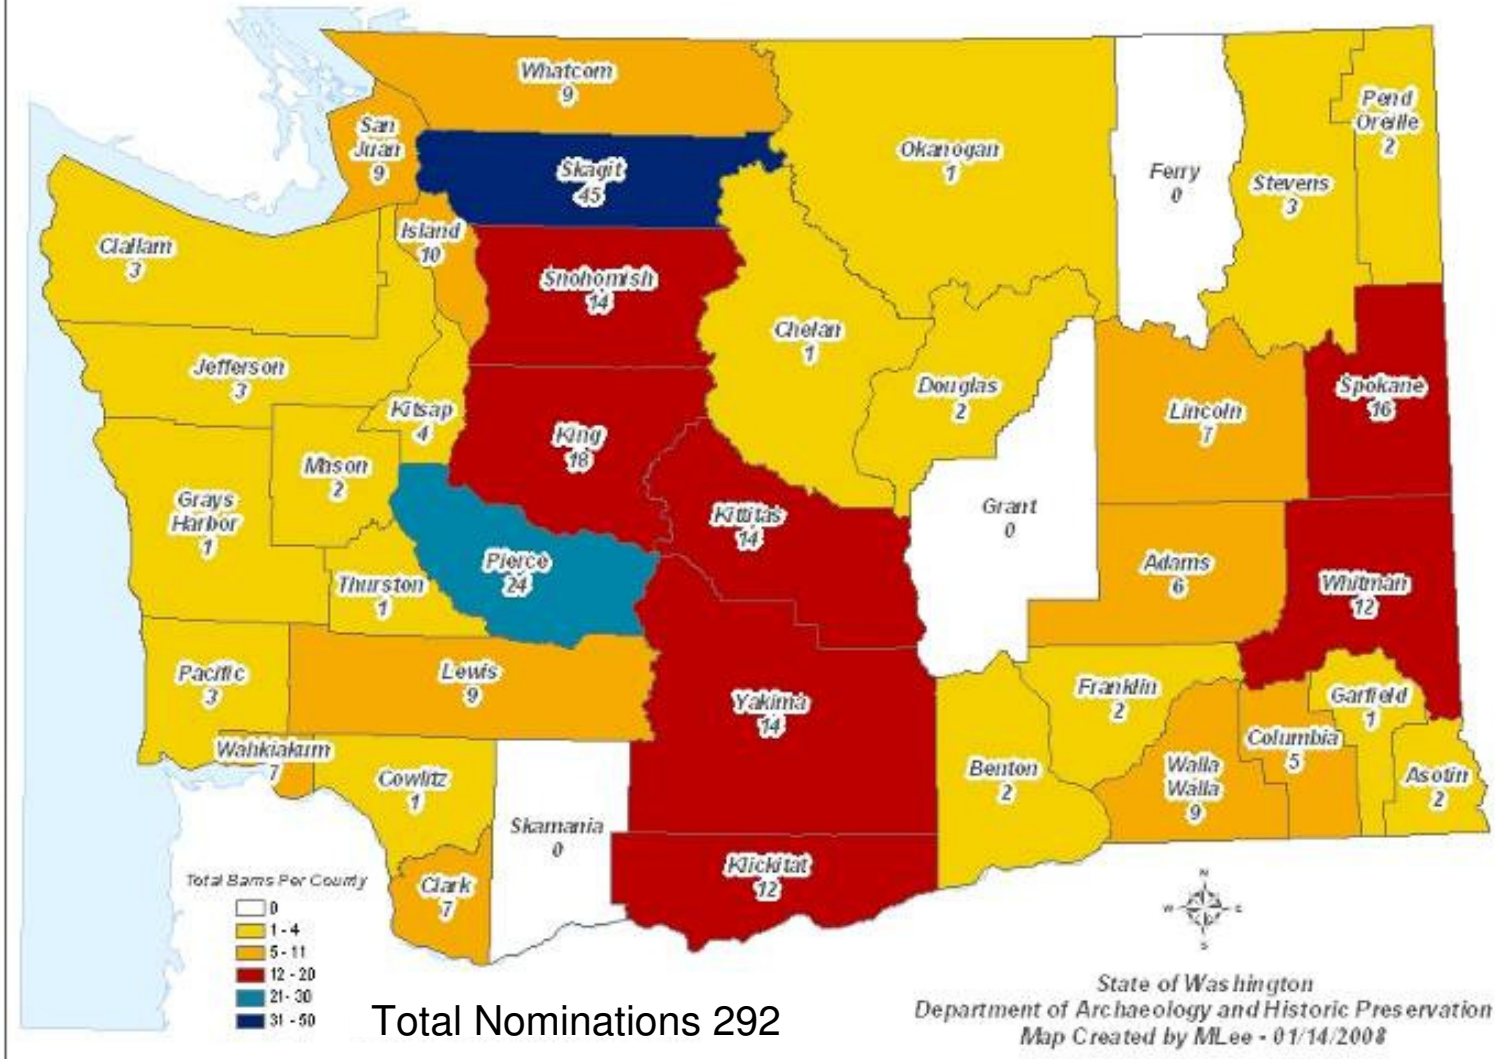 Whatcom
9
San
Juan
9
Skagit
45
Okanogan
1
Ferry
0
Stevens
3
Pend
Oreille
2
Clallam
3
Island
10
Snohomish
14
Chelan
1
Jefferson
3
Kitsap
4
King
18
Douglas
2
Lincoln
7
Spokane
16
Mason
2
Grays
Harbor
1
Kittitas
14
Grant
0
Adams
6
Whitman
12
Thurston
1
Pierce
24
Pacific
3
Lewis
9
Yakima
14
Franklin
2
Garfield
1
Wahkiakum
7
Cowlitz
1
Benton
2
Walla
Walla
9
Columbia
5
Asotin
2
Skamania
0
Klickitat
12
Clark
7
Total Barns Per County
0
1 - 4
5 - 11
12 - 20
21 - 30
31 - 50
Total Nominations 292
N
W
E
S
State of Washington
Department of Archaeology and Historic Preservation
Map Created by MLee - 01/14/2008